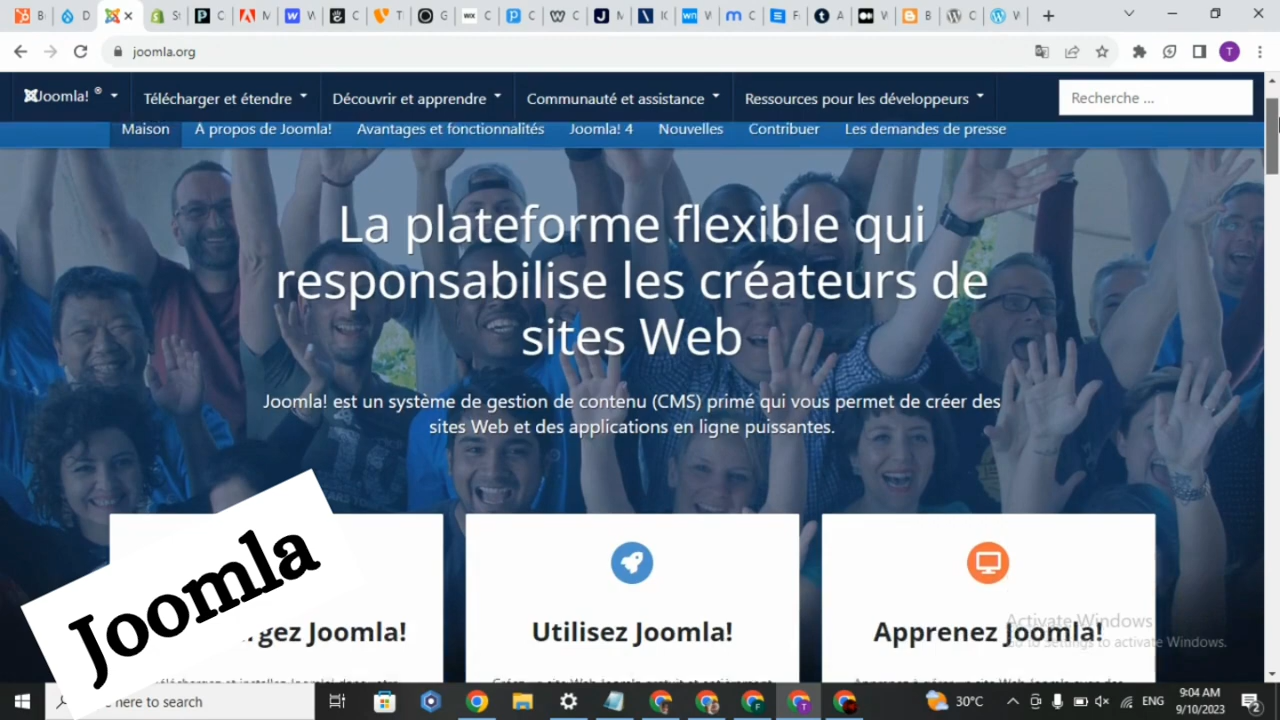 joomla.org
Joomla! ®
Télécharger et étendre
Découvrir et apprendre
Communauté et assistance
Ressources pour les développeurs
Recherche ...
Maison
À propos de Joomla!
Avantages et fonctionnalités
Joomla! 4
Nouvelles
Contribuer
Les demandes de presse
La plateforme flexible qui
responsabilise les créateurs de
sites Web
Joomla! est un système de gestion de contenu (CMS) primé qui vous permet de créer des
sites Web et des applications en ligne puissantes.
Joomla
Joomla!
Utilisez Joomla!
Apprenez Joomla!
Activate Windows
Go to Settings to activate Windows.
here to search
30°C
ENG
9:04 AM
9/10/2023
2